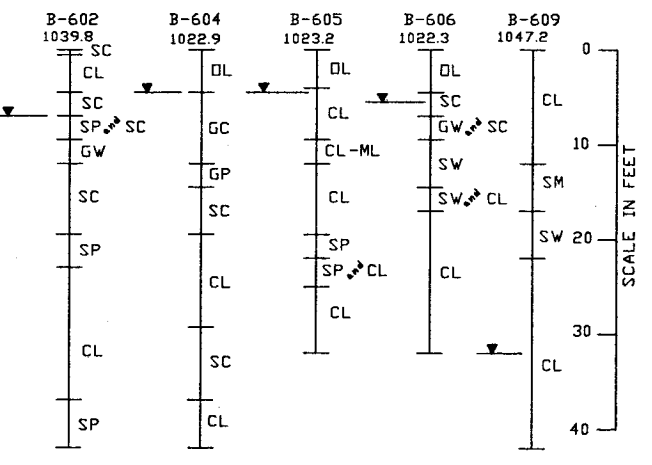 B-602
1039.8
SC
CL
SC
SP and SC
GW
SC
SP
CL
SP
B-604
1022.9
OL
GC
GP
SC
CL
SC
CL
B-605
1023.2
OL
CL
CL-ML
CL
SP
SP and CL
CL
B-606
1022.3
OL
SC
GW and SC
SW
SW and CL
CL
B-609
1047.2
CL
SM
SW
CL
0
10
20
30
40
SCALE IN FEET